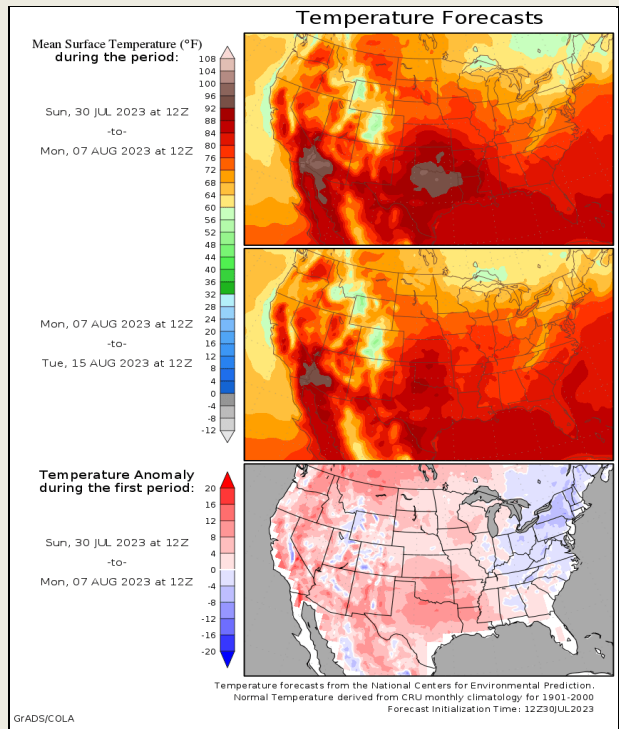 Temperature Forecasts
Mean Surface Temperature (°F)
during the period:
108
104
100
96
92
88
84
80
76
72
68
64
60
56
52
48
44
40
36
32
28
24
20
16
12
8
4
0
-4
-8
-12
Sun, 30 JUL 2023 at 12Z
-to-
Mon, 07 AUG 2023 at 12Z
Mon, 07 AUG 2023 at 12Z
-to-
Tue, 15 AUG 2023 at 12Z
Temperature Anomaly
during the first period:
20
16
12
8
4
0
-4
-8
-12
-16
-20
Sun, 30 JUL 2023 at 12Z
-to-
Mon, 07 AUG 2023 at 12Z
Temperature forecasts from the National Centers for Environmental Prediction.
Normal Temperature derived from CRU monthly climatology for 1901-2000
Forecast Initialization Time: 12Z30JUL2023
GrADS/COLA